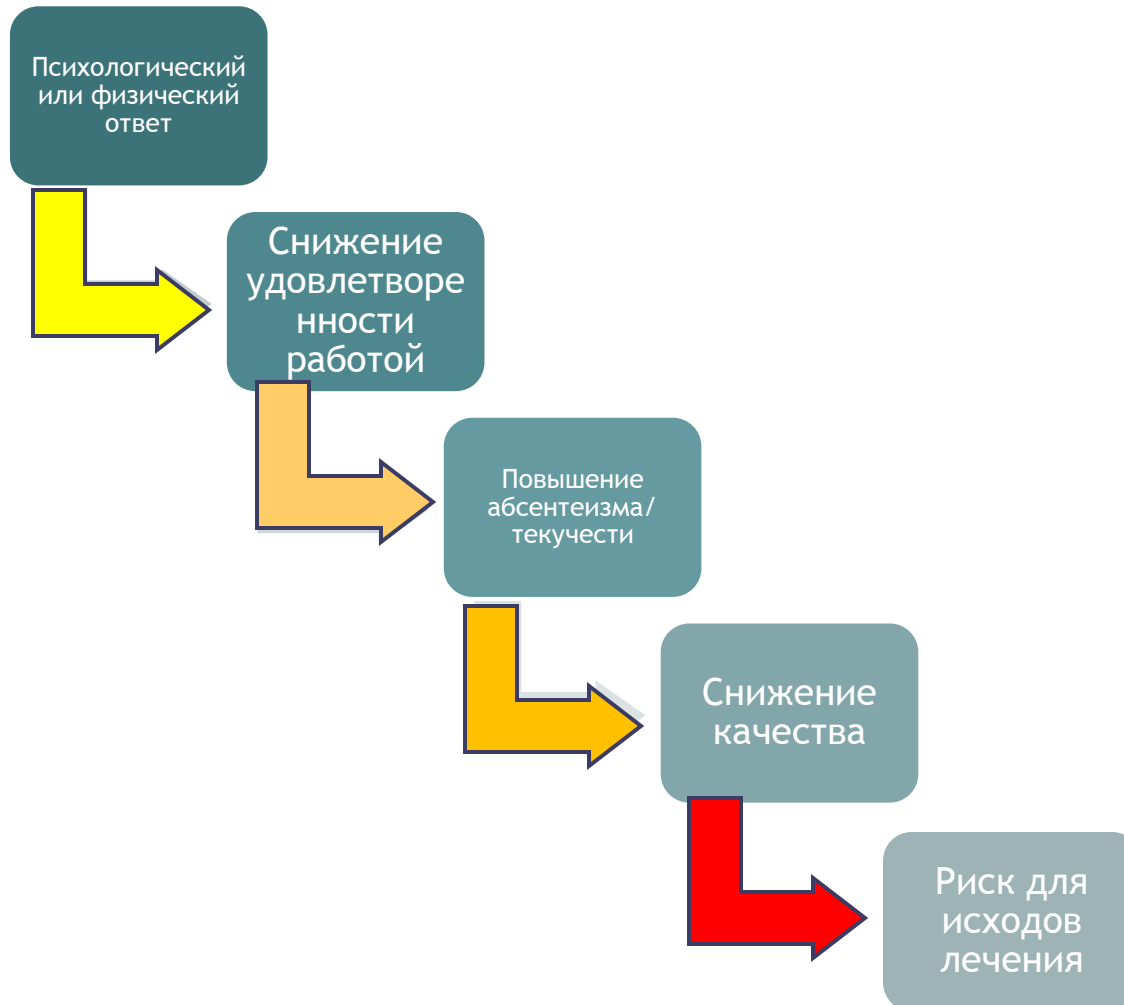 Психологический
или физический
ответ
Снижение
удовлетворе
нности
работой
Повышение
абсентеизма/
текучести
Снижение
качества
Риск для
исходов
лечения